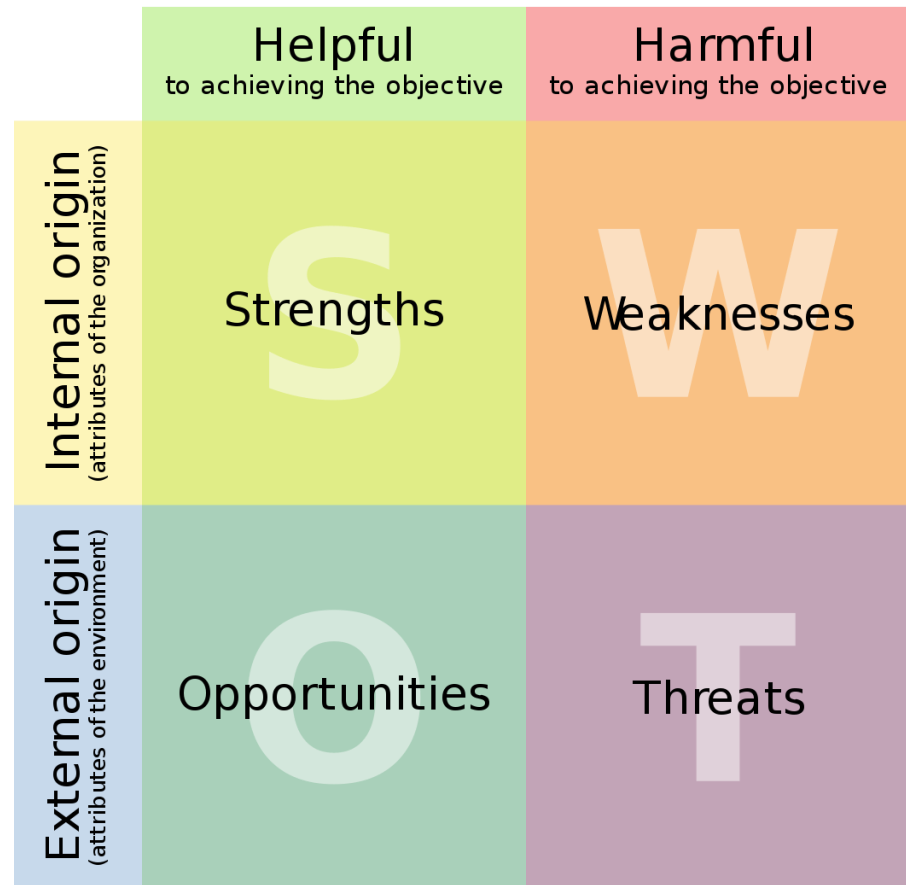 Helpful
to achieving the objective
Harmful
to achieving the objective
Internal origin
(attributes of the organization)
S
Strengths
W
Weaknesses
External origin
(attributes of the environment)
O
Opportunities
T
Threats